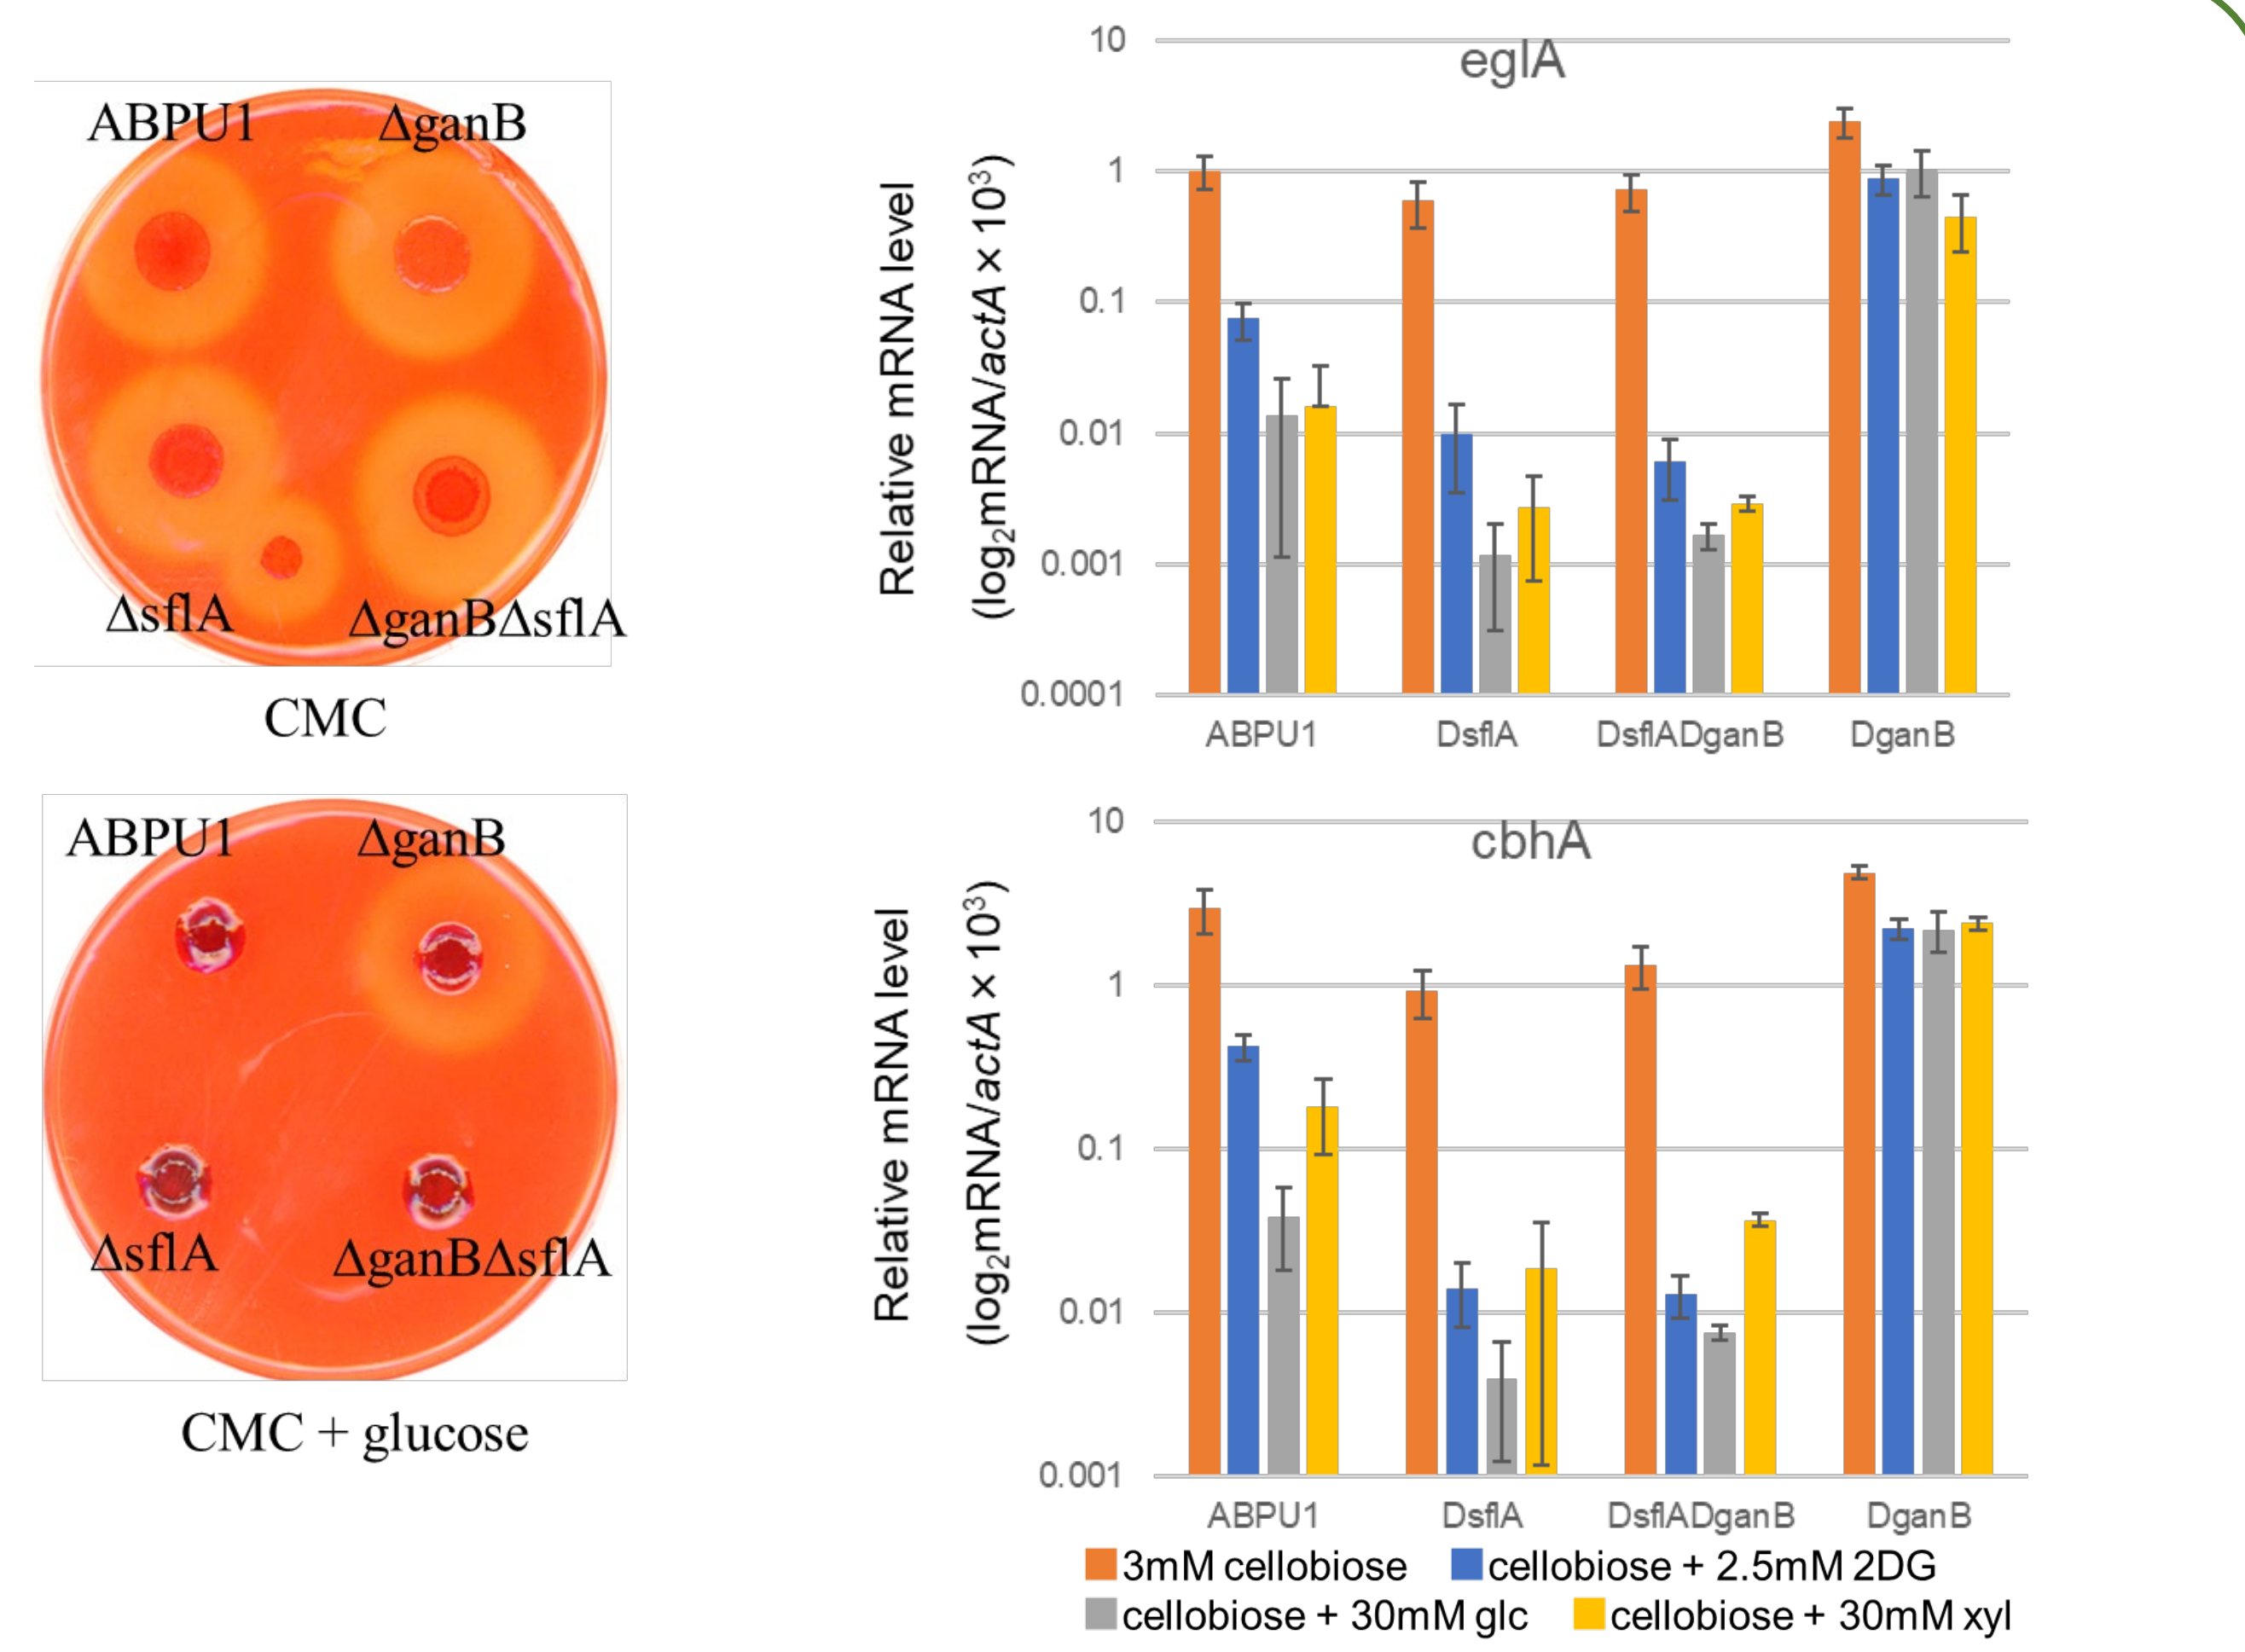 ABPU1 ΔganB
ΔsflA ΔganBΔsflA
CMC
ABPU1 ΔganB
ΔsflA ΔganBΔsflA
CMC + glucose
eglA
Relative mRNA level
(log₂mRNA/actA × 10³)
10
1
0.1
0.01
0.001
0.0001
ABPU1 DsflA DsflADganB DganB
cbhA
Relative mRNA level
(log₂mRNA/actA × 10³)
10
1
0.1
0.01
0.001
ABPU1 DsflA DsflADganB DganB
3mM cellobiose cellobiose + 2.5mM 2DG
cellobiose + 30mM glc cellobiose + 30mM xyl